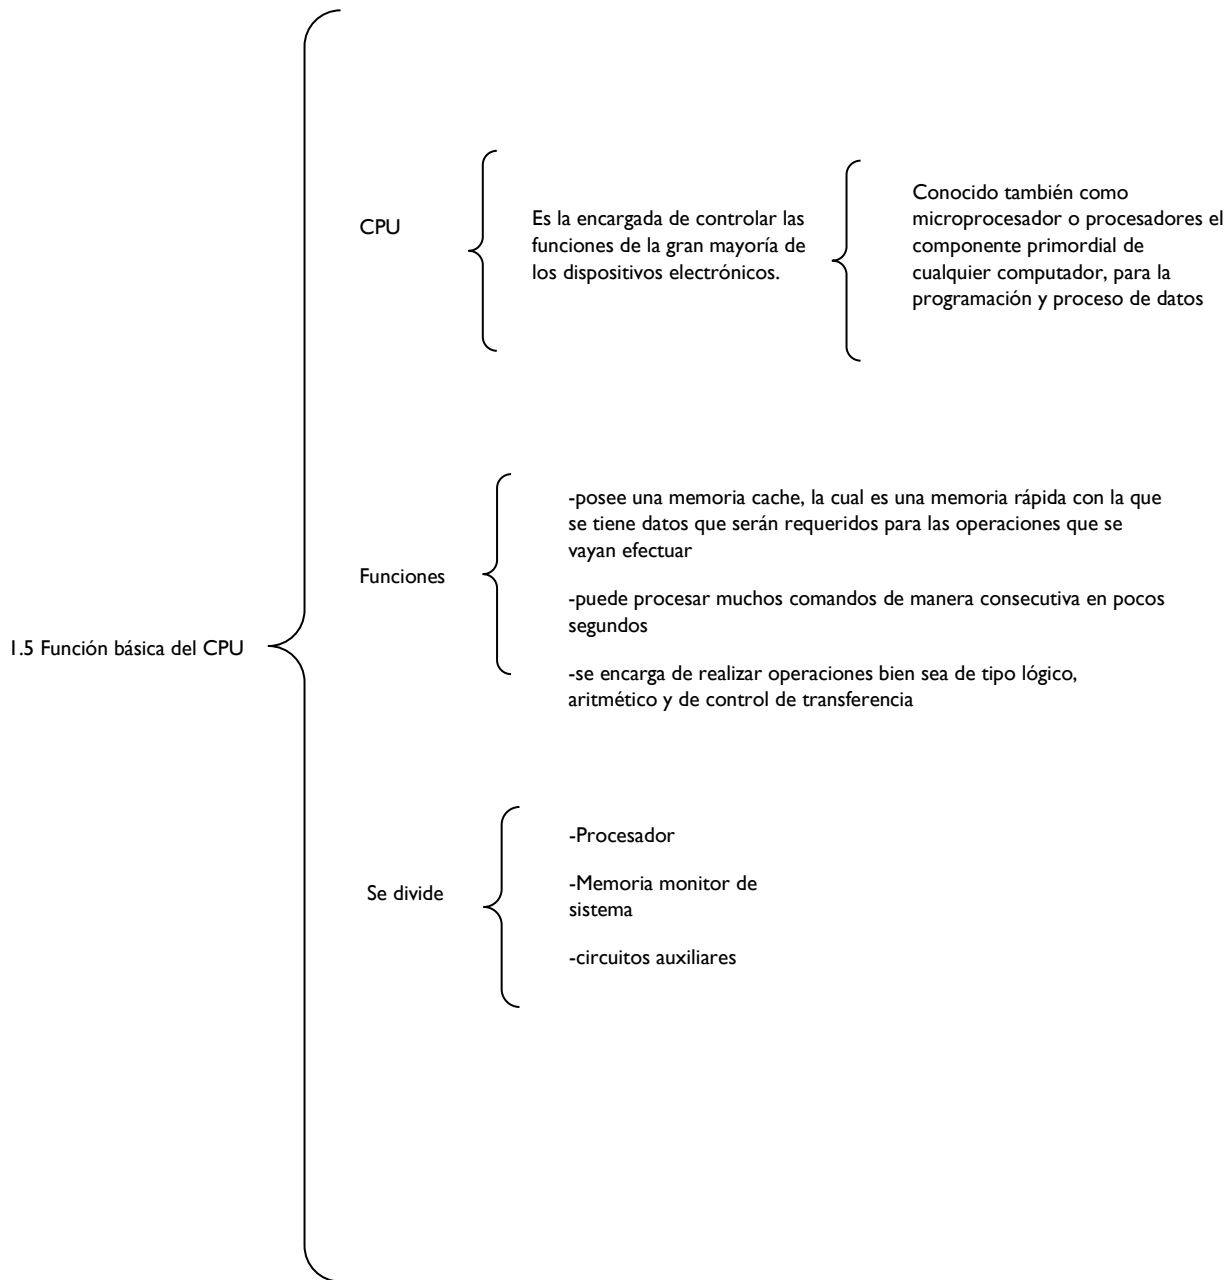 1.5 Función básica del CPU
CPU
Es la encargada de controlar las
funciones de la gran mayoría de
los dispositivos electrónicos.
Conocido también como
microprocesador o procesadores el
componente primordial de
cualquier computador, para la
programación y proceso de datos
Funciones
-posee una memoria cache, la cual es una memoria rápida con la que
se tiene datos que serán requeridos para las operaciones que se
vayan efectuar
-puede procesar muchos comandos de manera consecutiva en pocos
segundos
-se encarga de realizar operaciones bien sea de tipo lógico,
aritmético y de control de transferencia
Se divide
-Procesador
-Memoria monitor de
sistema
-circuitos auxiliares